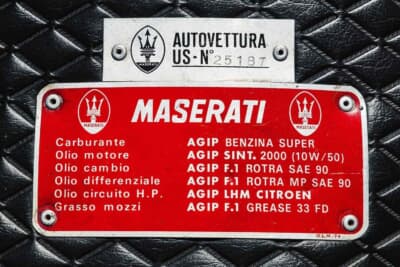 AUTOVETTURA
US-N° 25187
MASERATI
Carburante AGIP BENZINA SUPER
Olio motore AGIP SINT. 2000 (10W/50)
Olio cambio AGIP F.1 ROTRA SAE 90
Olio differenziale AGIP F.1 ROTRA MP SAE 90
Olio circuito H.P. AGIP LHM CITROEN
Grasso mozzi AGIP F.1 GREASE 33 FD